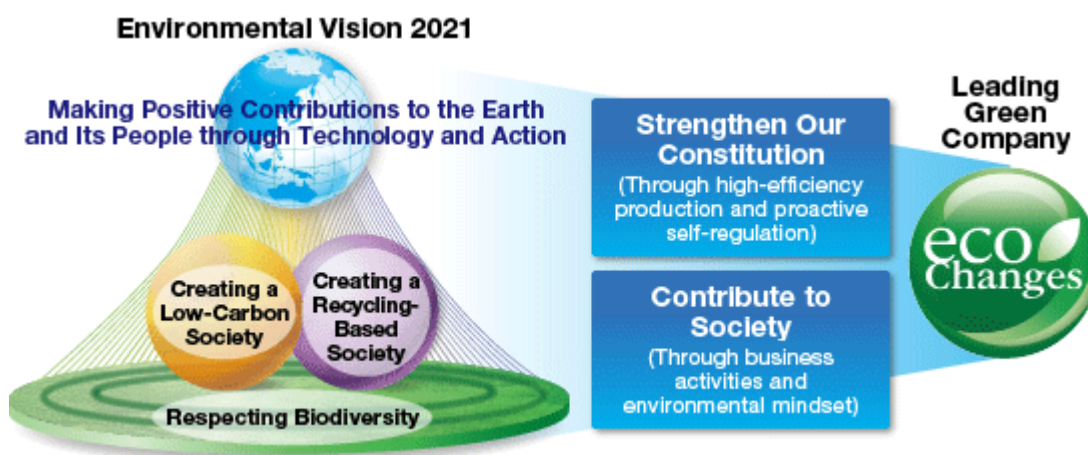 Environmental Vision 2021
Making Positive Contributions to the Earth
and Its People through Technology and Action
Creating a
Low-Carbon
Society
Creating a
Recycling-
Based
Society
Respecting Biodiversity
Strengthen Our
Constitution
(Through high-efficiency
production and proactive
self-regulation)
Contribute to
Society
(Through business
activities and
environmental mindset)
Leading
Green
Company
eco
Changes